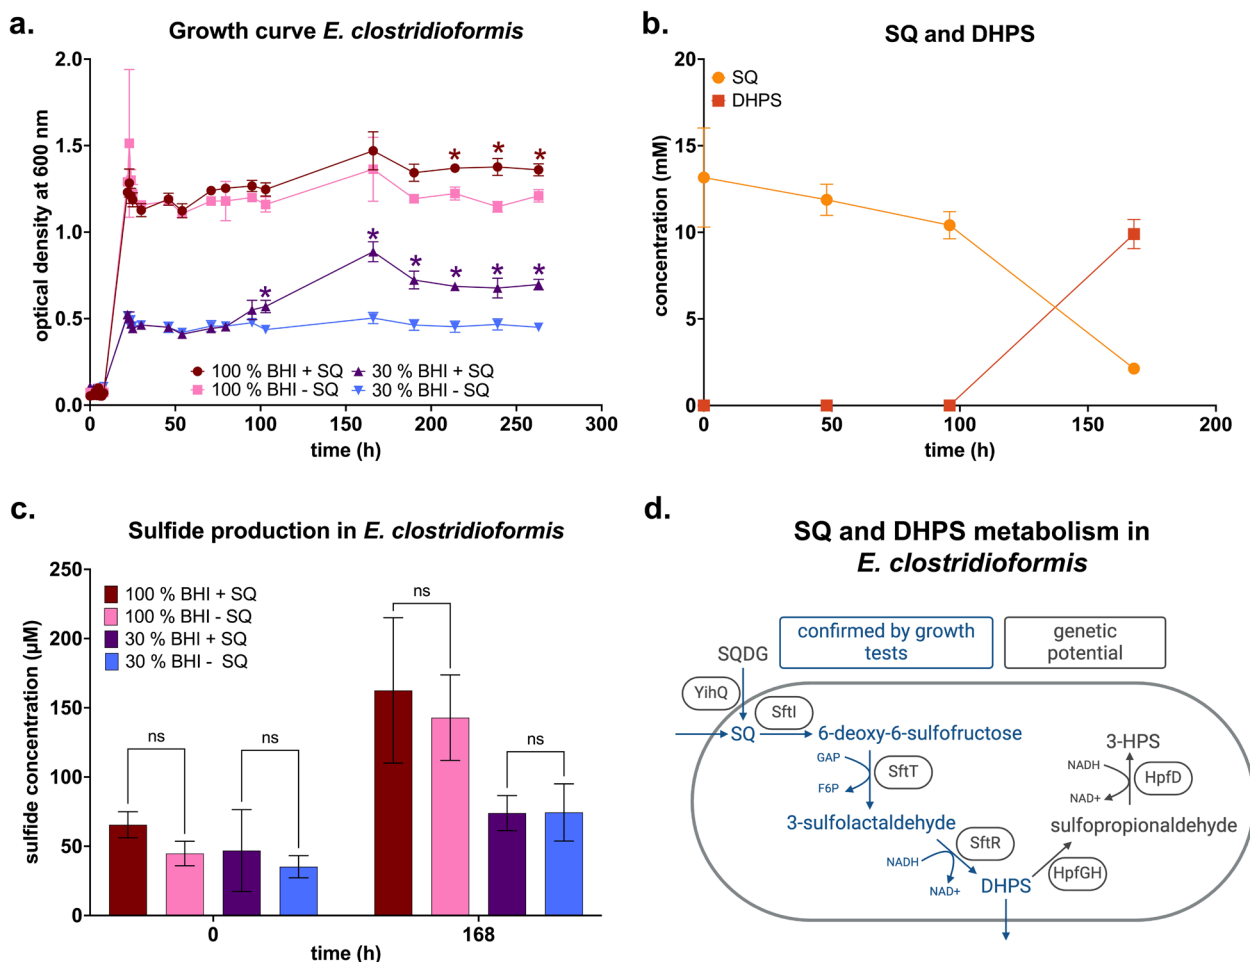 a.
Growth curve E. clostridioformis
optical density at 600 nm
2.0
1.5
1.0
0.5
0.0
* * *
* * * * * *
100 % BHI + SQ
100 % BHI - SQ
30 % BHI + SQ
30 % BHI - SQ
0 50 100 150 200 250 300
time (h)
b.
SQ and DHPS
concentration (mM)
20
15
10
5
0
SQ
DHPS
0 50 100 150 200
time (h)
c.
Sulfide production in E. clostridioformis
sulfide concentration (µM)
250
200
150
100
50
0
100 % BHI + SQ
100 % BHI - SQ
30 % BHI + SQ
30 % BHI - SQ
ns
ns
ns
ns
0 168
time (h)
d.
SQ and DHPS metabolism in
E. clostridioformis
confirmed by growth
tests
genetic
potential
SQDG
YihQ
SftI
SQ
6-deoxy-6-sulfofructose
GAP
SftT
F6P
3-sulfolactaldehyde
SftR
NADH
NAD+
DHPS
3-HPS
NADH
HpfD
NAD+
sulfopropionaldehyde
HpfGH